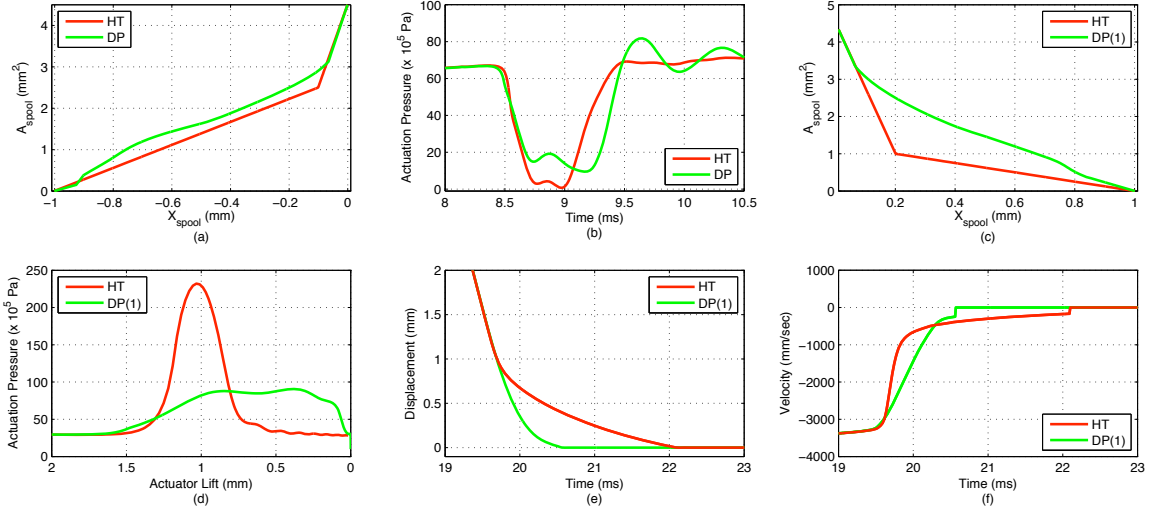 4
3
2
1
0
A_spool (mm²)
HT
DP
−1
−0.8
−0.6
−0.4
−0.2
0
X_spool (mm)
(a)
100
80
60
40
20
0
Actuation Pressure (x 10⁵ Pa)
HT
DP
8
8.5
9
9.5
10
10.5
Time (ms)
(b)
5
4
3
2
1
0
A_spool (mm²)
HT
DP(1)
0
0.2
0.4
0.6
0.8
1
X_spool (mm)
(c)
250
200
150
100
50
0
Actuation Pressure (x 10⁵ Pa)
HT
DP(1)
2
1.5
1
0.5
0
Actuator Lift (mm)
(d)
2
1.5
1
0.5
0
Displacement (mm)
HT
DP(1)
19
20
21
22
23
Time (ms)
(e)
1000
0
−1000
−2000
−3000
−4000
Velocity (mm/sec)
HT
DP(1)
19
20
21
22
23
Time (ms)
(f)